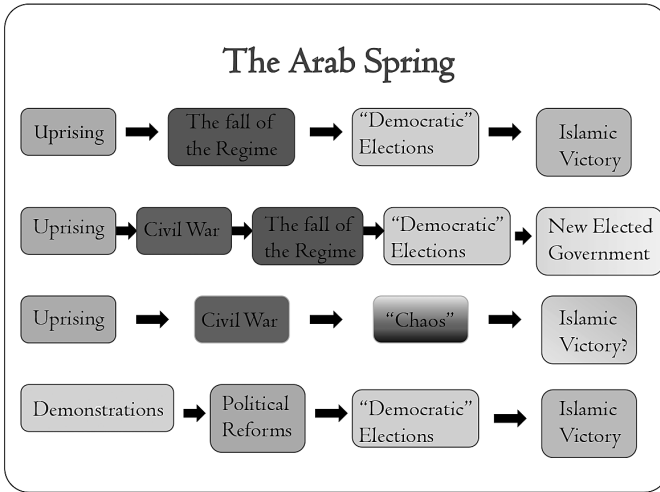 The Arab Spring
Uprising
The fall of
the Regime
“Democratic”
Elections
Islamic
Victory
Uprising
Civil War
The fall of
the Regime
“Democratic”
Elections
New Elected
Government
Uprising
Civil War
“Chaos”
Islamic
Victory?
Demonstrations
Political
Reforms
“Democratic”
Elections
Islamic
Victory